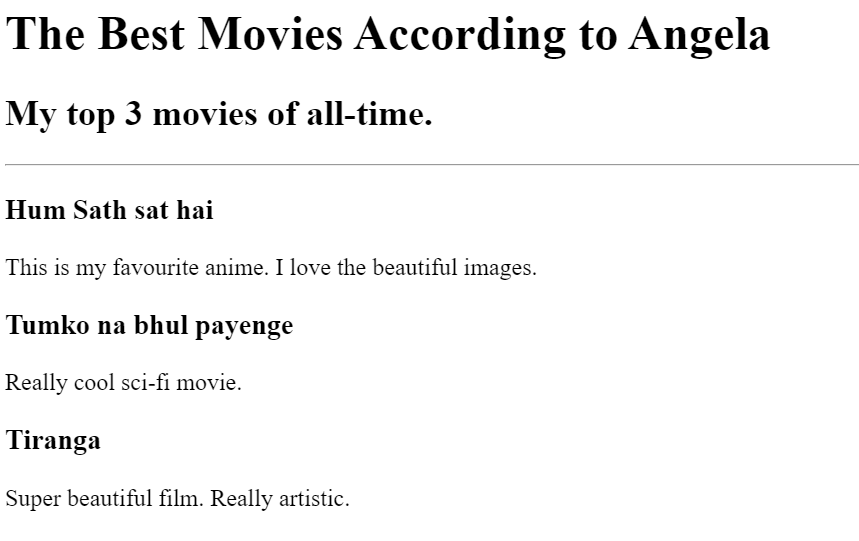 The Best Movies According to Angela
My top 3 movies of all-time.
Hum Sath sat hai
This is my favourite anime. I love the beautiful images.
Tumko na bhul payenge
Really cool sci-fi movie.
Tiranga
Super beautiful film. Really artistic.